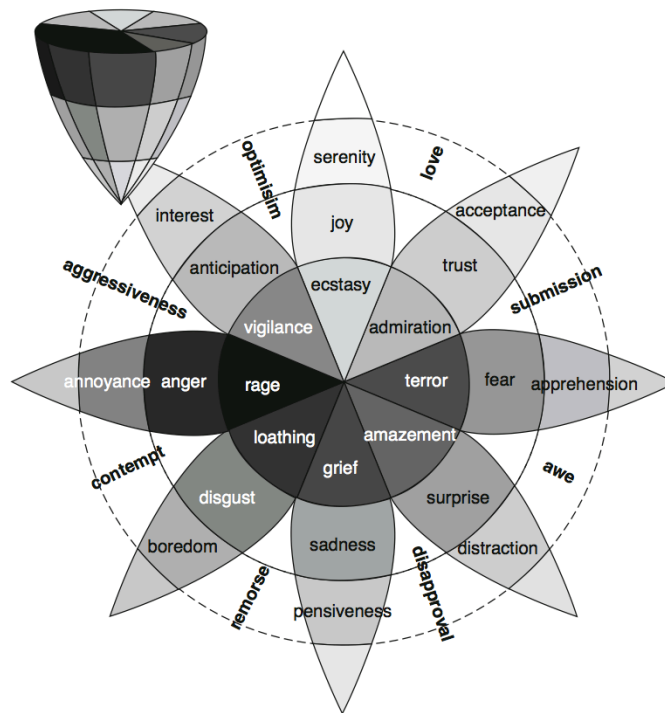 optimisim
serenity
love
interest
joy
acceptance
anticipation
trust
aggressiveness
ecstasy
submission
vigilance
admiration
annoyance
anger
rage
terror
fear
apprehension
loathing
amazement
contempt
grief
awe
disgust
surprise
boredom
sadness
distraction
remorse
pensiveness
disapproval